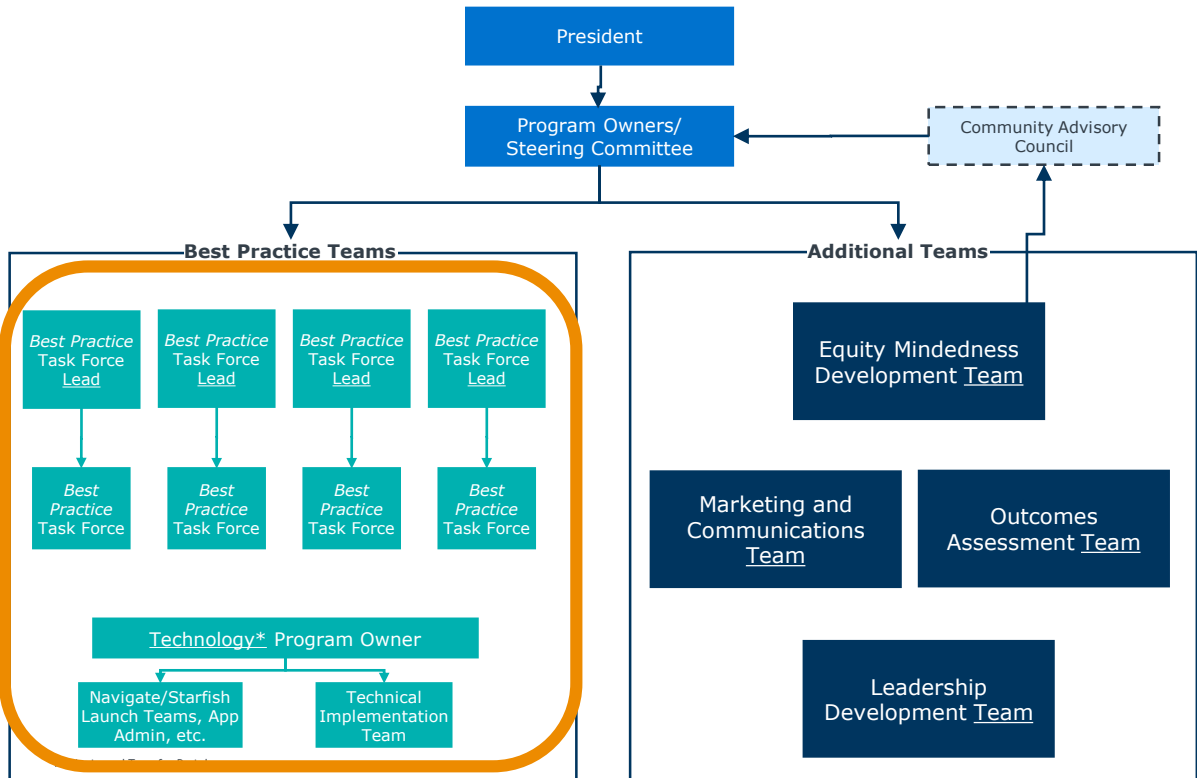 President
Program Owners/
Steering Committee
Community Advisory
Council
Best Practice Teams
Additional Teams
Best Practice
Task Force
Lead
Best Practice
Task Force
Lead
Best Practice
Task Force
Lead
Best Practice
Task Force
Lead
Best
Practice
Task Force
Best
Practice
Task Force
Best
Practice
Task Force
Best
Practice
Task Force
Technology* Program Owner
Navigate/Starfish
Launch Teams, App
Admin, etc.
Technical
Implementation
Team
Equity Mindedness
Development Team
Marketing and
Communications
Team
Outcomes
Assessment Team
Leadership
Development Team